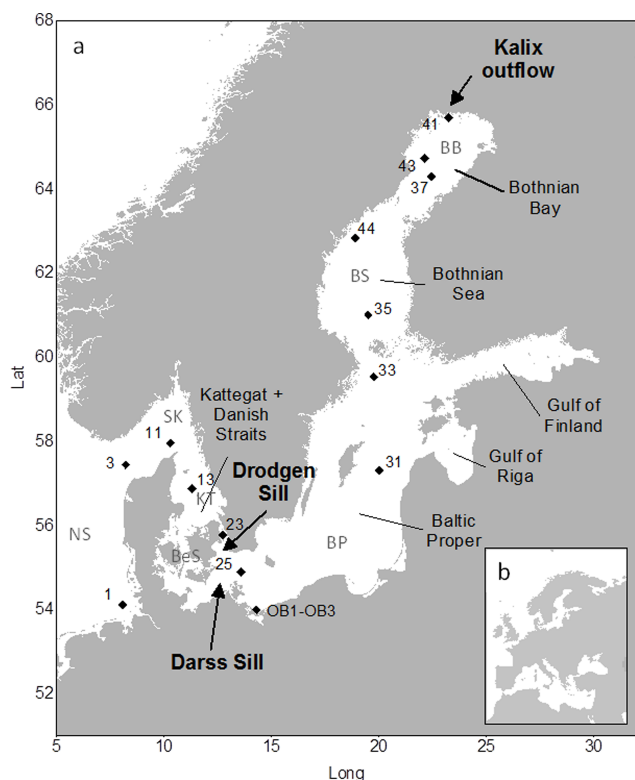 a
68
66
64
62
60
58
56
54
52
Lat
5
10
15
20
25
30
Long
Kalix
outflow
41
BB
43
37
Bothnian
Bay
44
BS
Bothnian
Sea
35
33
Gulf of
Finland
Kattegat +
Danish
Straits
SK
11
3
13
KT
31
Gulf of
Riga
Drodgen
Sill
23
NS
BeS
25
BP
Baltic
Proper
1
OB1-OB3
Darss Sill
b